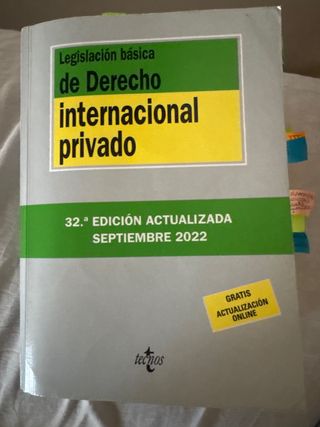 Legislación básica
de Derecho
internacional
privado
32.ª EDICIÓN ACTUALIZADA
SEPTIEMBRE 2022
GRATIS
ACTUALIZACIÓN
ONLINE
tecnos